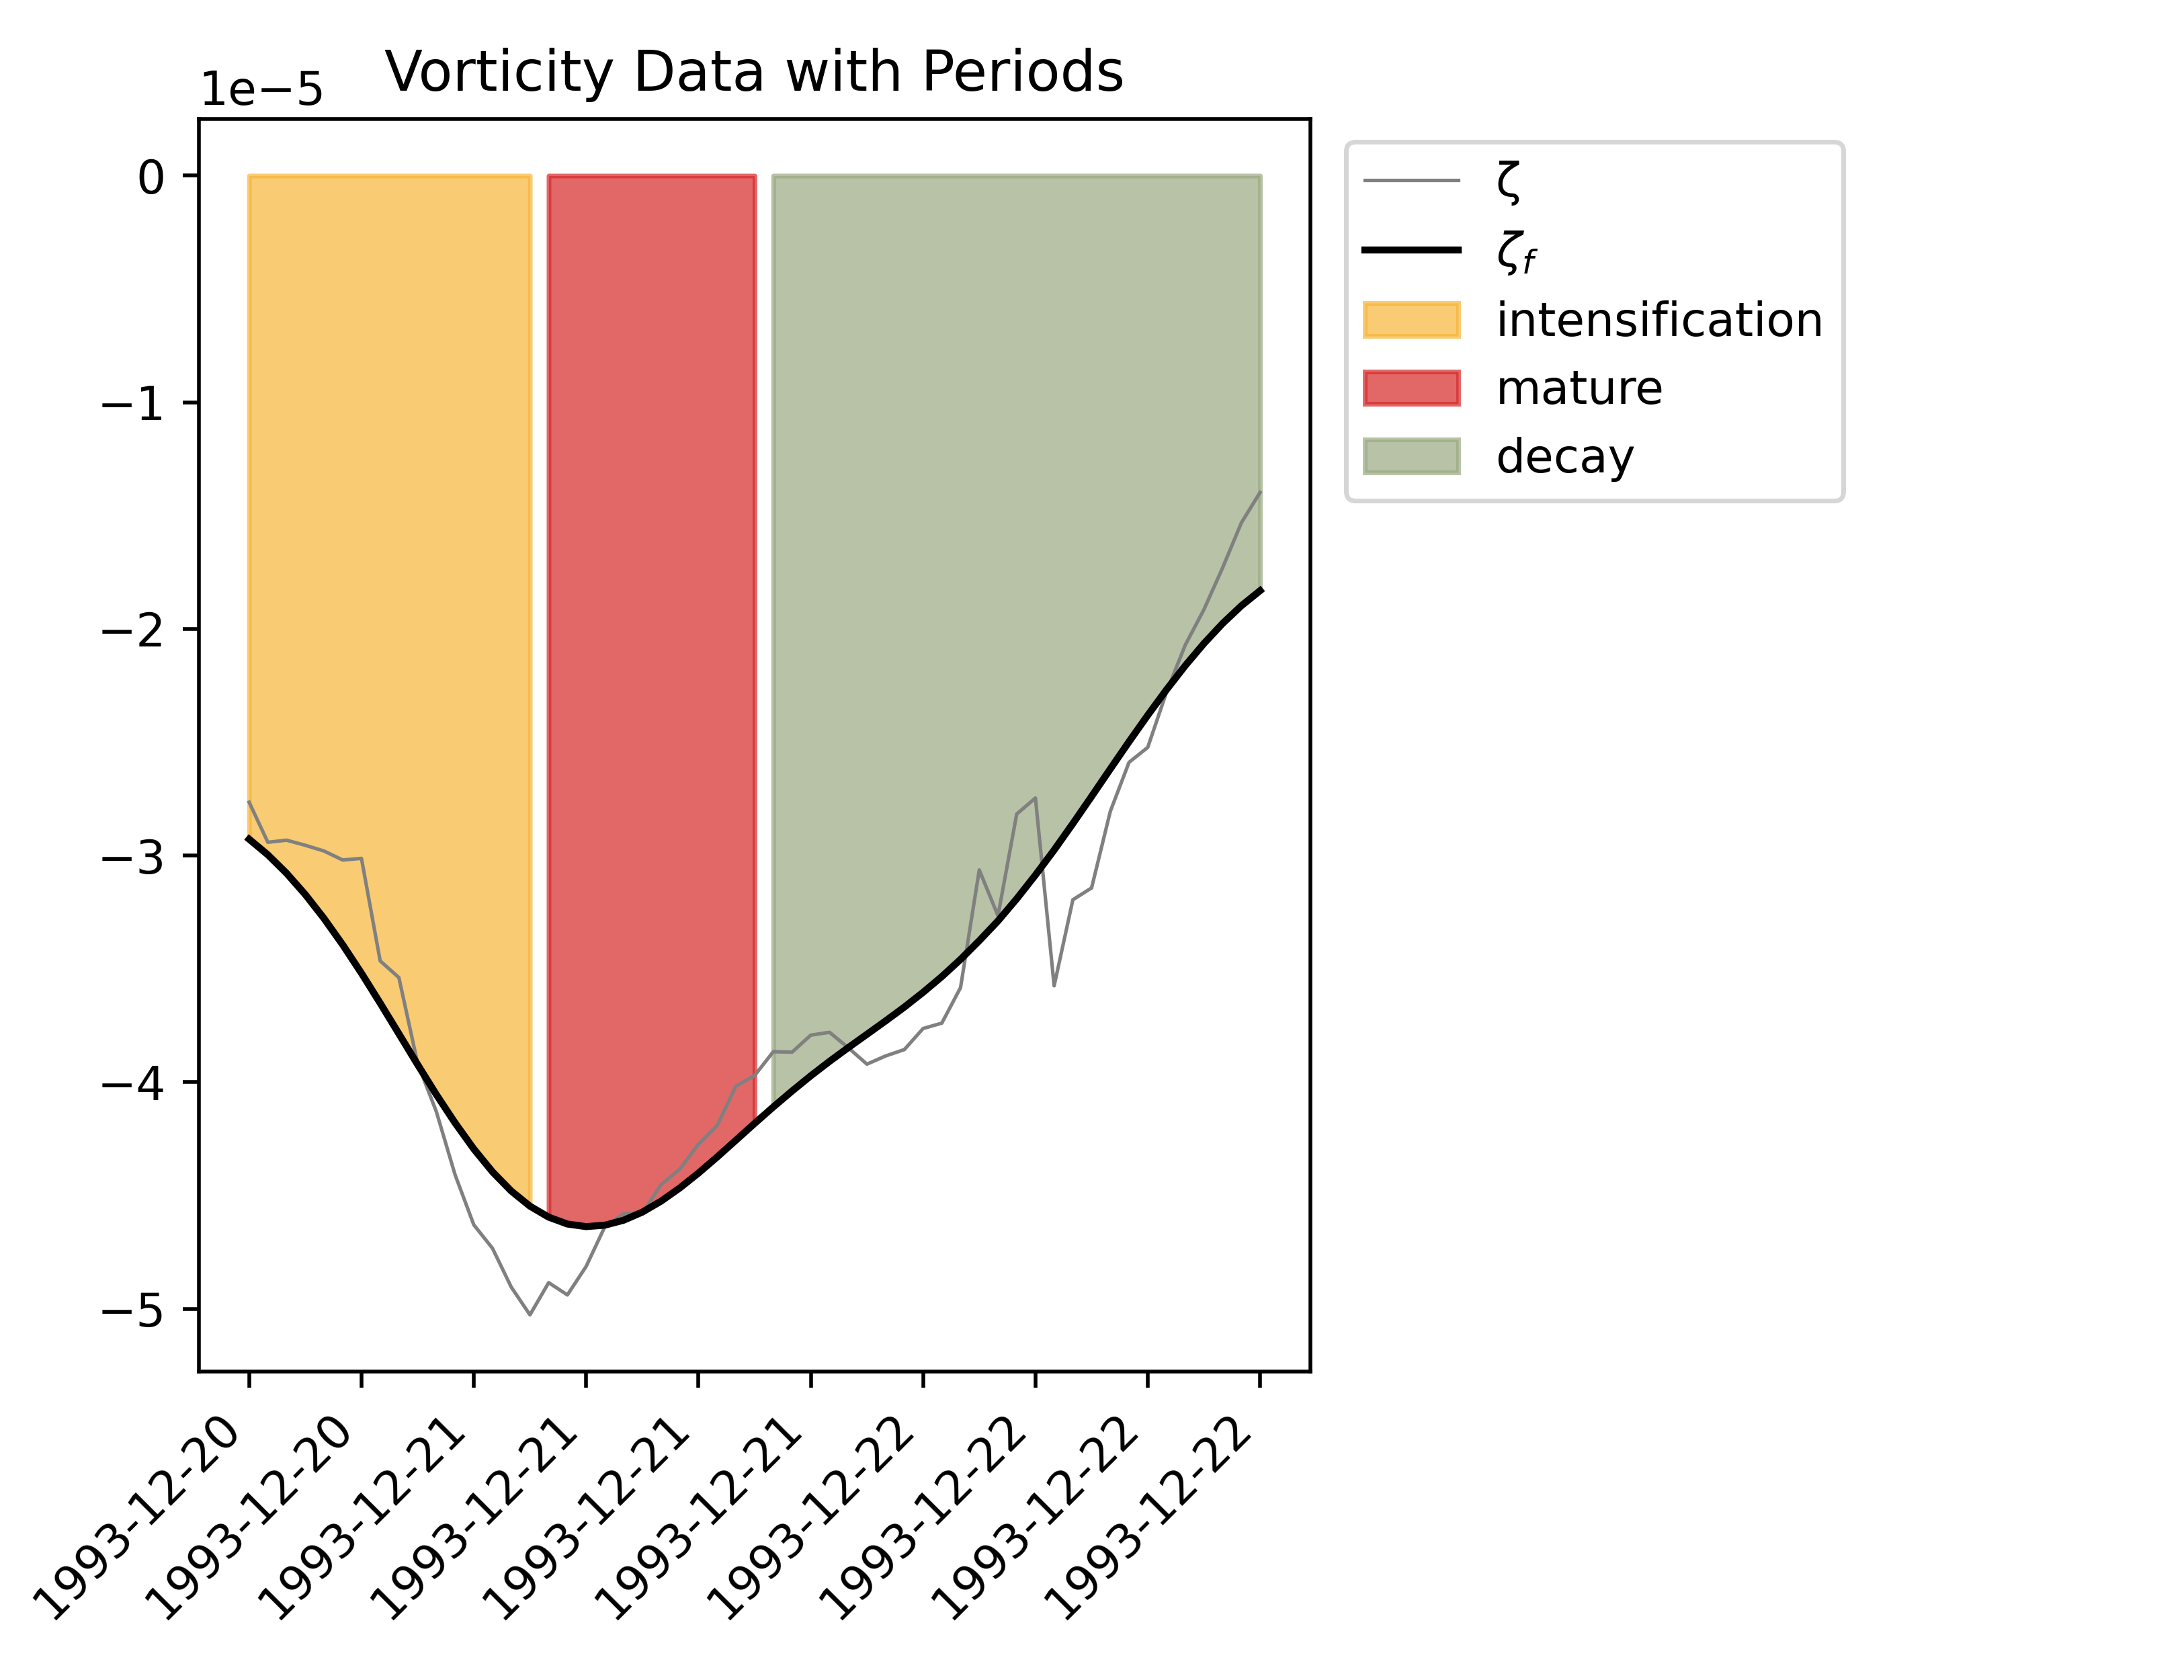 Vorticity Data with Periods
1e−5
0
−1
−2
−3
−4
−5
1993-12-20
1993-12-20
1993-12-21
1993-12-21
1993-12-21
1993-12-21
1993-12-22
1993-12-22
1993-12-22
1993-12-22
ζ
ζf
intensification
mature
decay